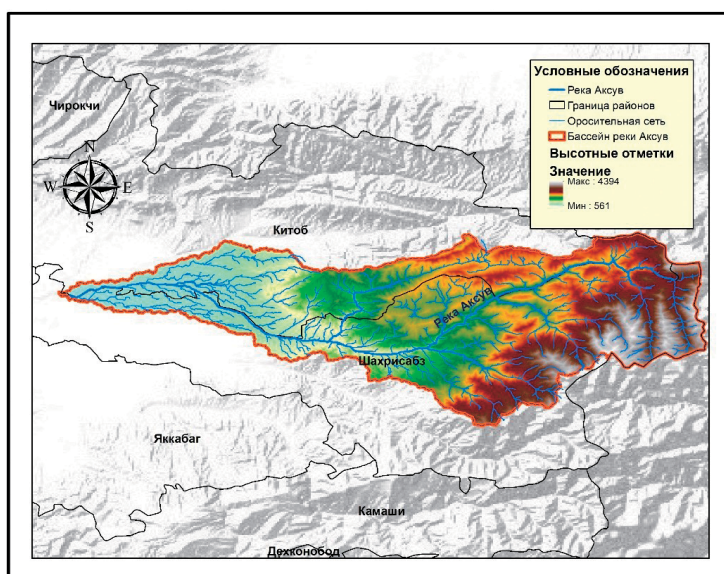 Условные обозначения
Река Аксув
Граница районов
Оросительная сеть
Бассейн реки Аксув
Высотные отметки
Значение
Макс : 4394
Мин : 561
Чирокчи
N
W E
S
Китоб
Река Аксув
Шахрисабз
Яккабаг
Камаши
Дехконобод